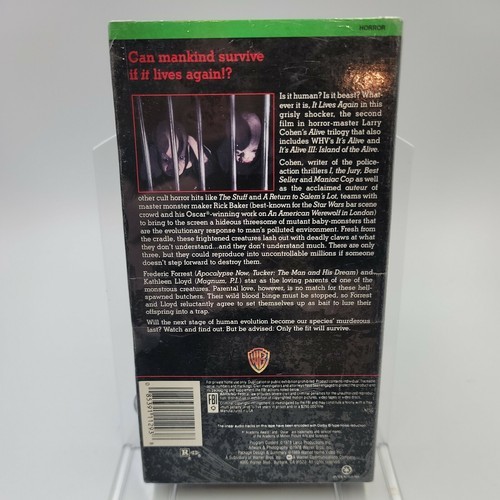 HORROR
Can mankind survive
if it lives again!?
Is it human? Is it beast? What-
ever it is, It Lives Again in this
grisly shocker, the second
film in horror-master Larry
Cohen's Alive trilogy that also
includes WHV's It's Alive and
It's Alive III: Island of the Alive.
Cohen, writer of the police-
action thrillers I, the Jury, Best
Seller and Maniac Cop as well
as the acclaimed auteur of
other cult horror hits like The Stuff and A Return to Salem's Lot, teams with
master monster maker Rick Baker (best-known for the Star Wars bar scene
crowd and his Oscar®-winning work on An American Werewolf in London)
to bring to the screen a hideous threesome of mutant baby-monsters that
are the evolutionary response to man's polluted environment. Fresh from
the cradle, these frightened creatures lash out with deadly claws at what
they don't understand...and they don't understand much. There are only
three, but they could reproduce into uncontrollable millions if someone
doesn't step forward to destroy them.
Frederic Forrest (Apocalypse Now, Tucker: The Man and His Dream) and
Kathleen Lloyd (Magnum, P.I.) star as the loving parents of one of the
monstrous creatures. Parental love, however, is no match for these hell-
spawned butchers. Their wild blood binge must be stopped, so Forrest
and Lloyd reluctantly agree to set themselves up as bait to lure their
offspring into a trap.
Will the next stage of human evolution become our species' murderous
last? Watch and find out. But be advised: Only the fit will survive.
WB
FBI
R